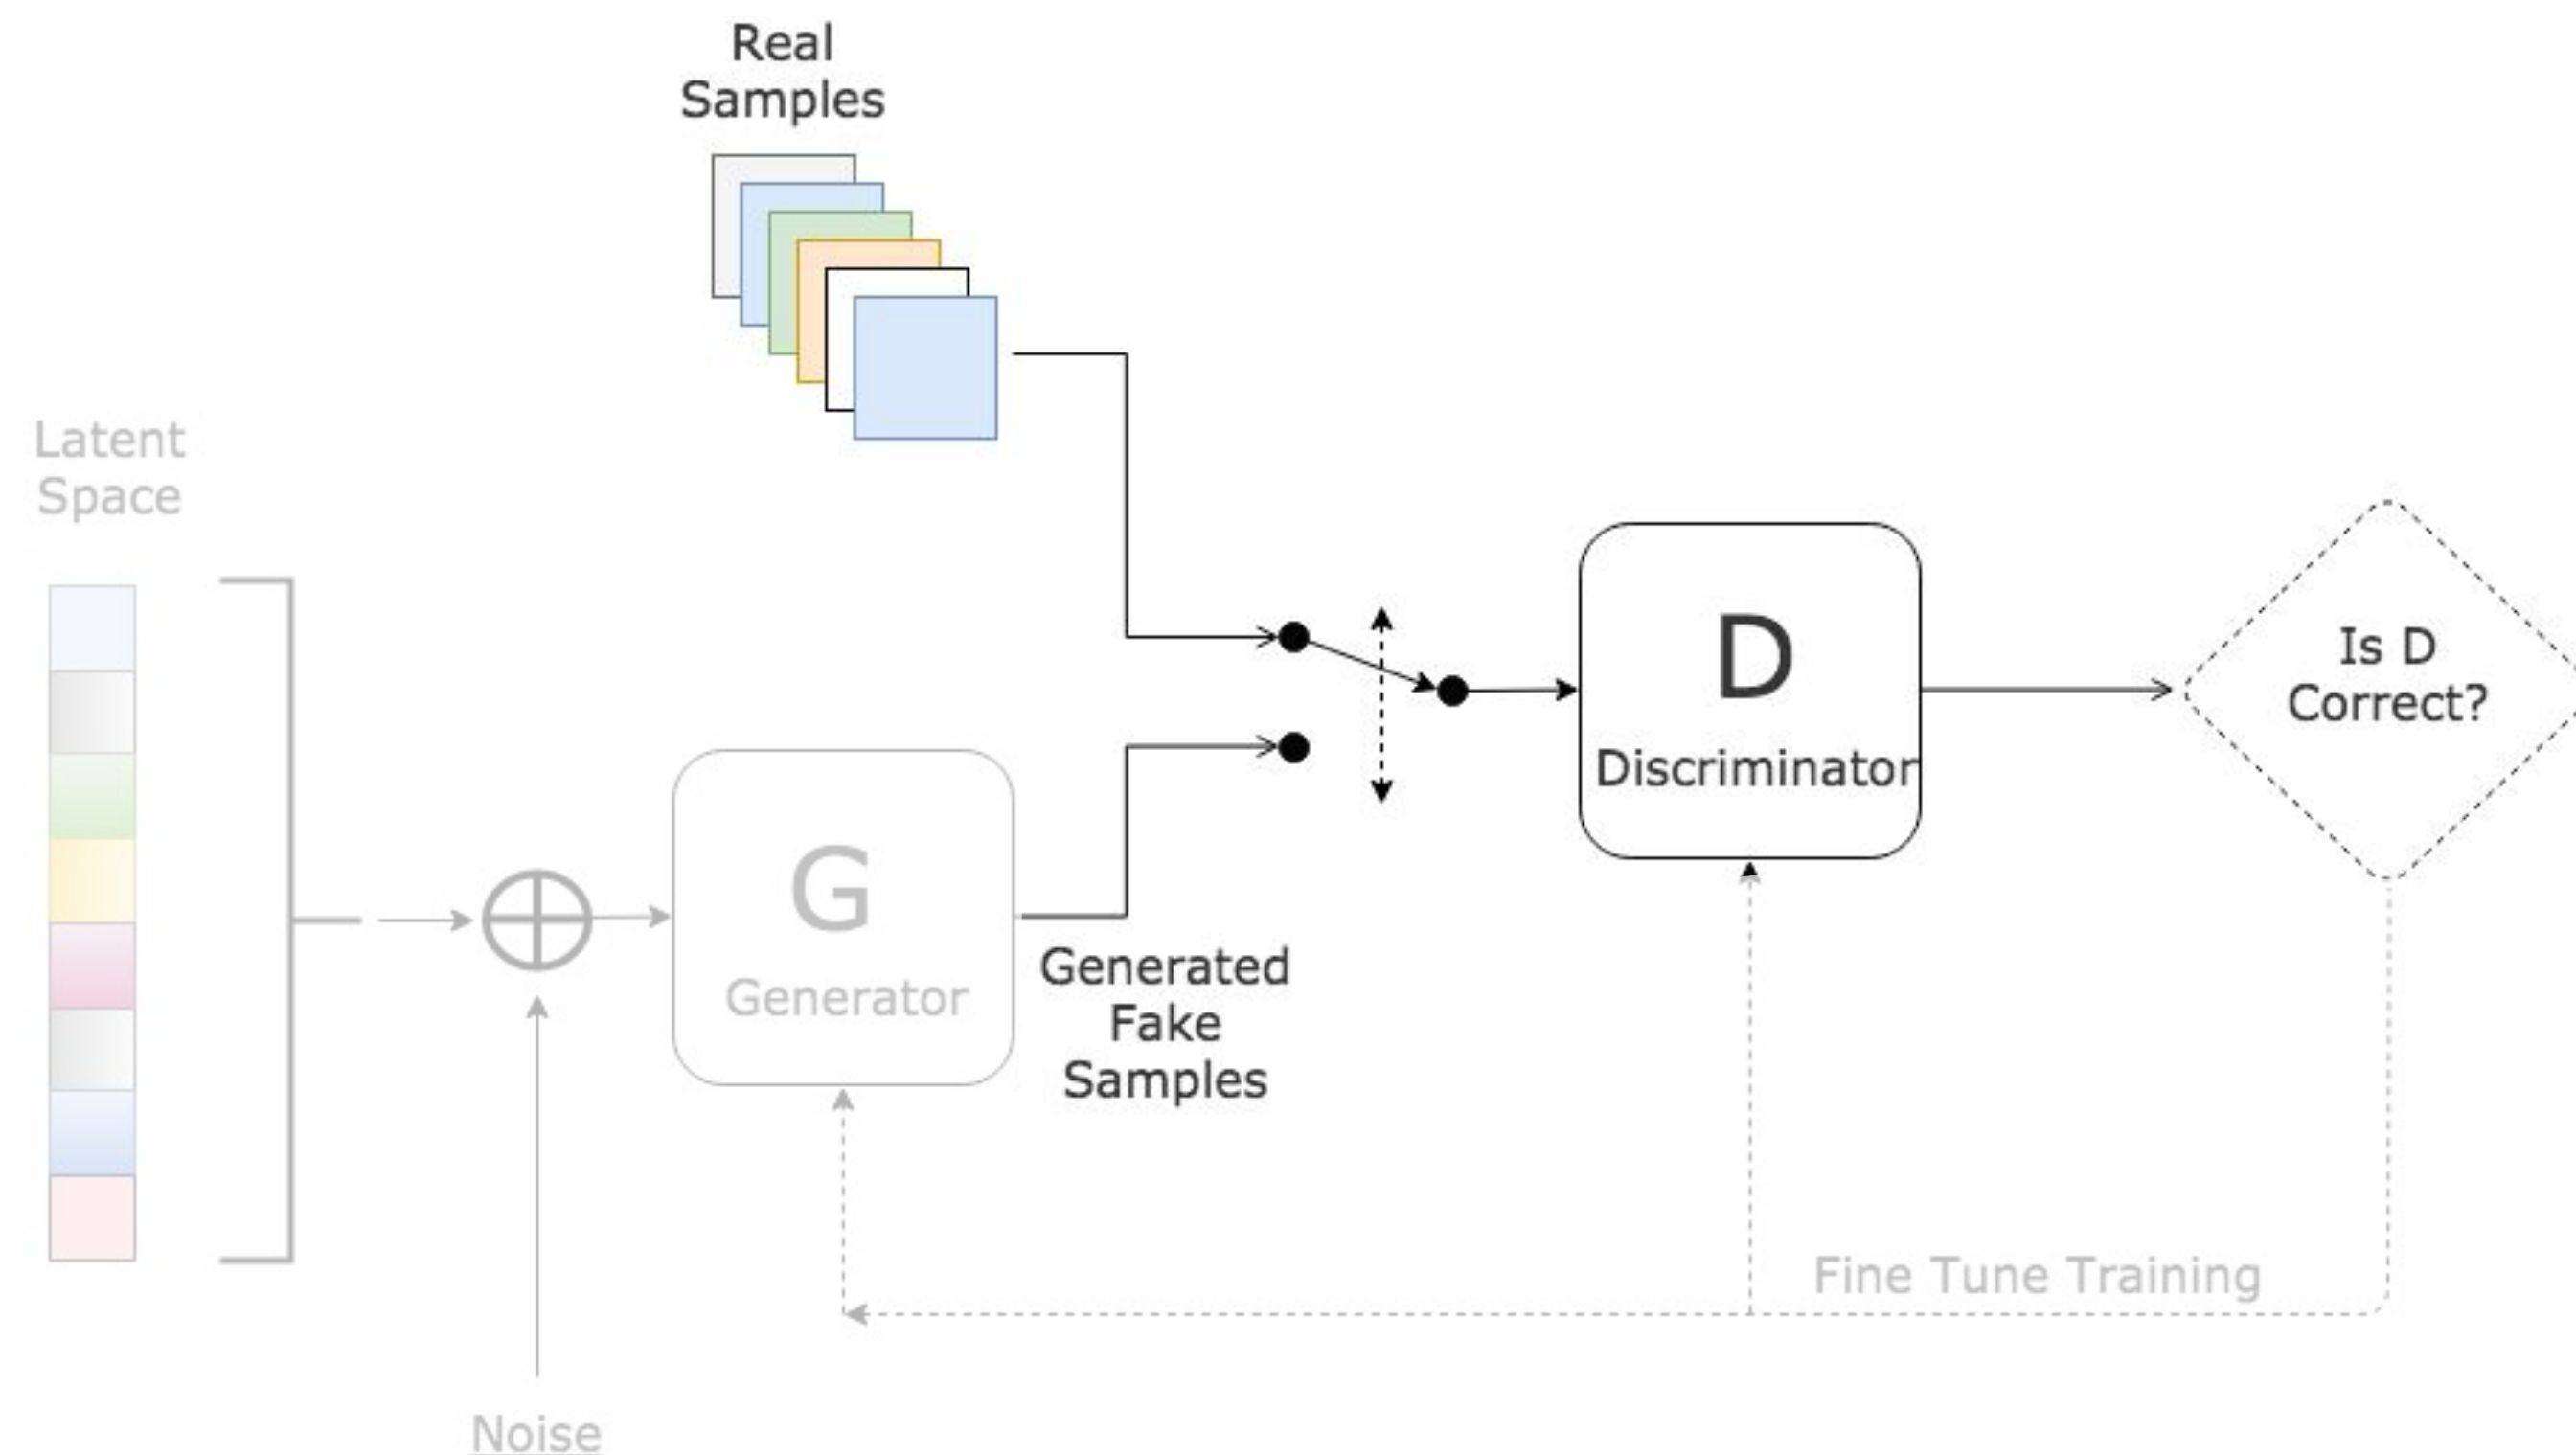 Real
Samples
Latent
Space
Is D
Correct?
D
Discriminator
G
Generator
Generated
Fake
Samples
Fine Tune Training
Noise